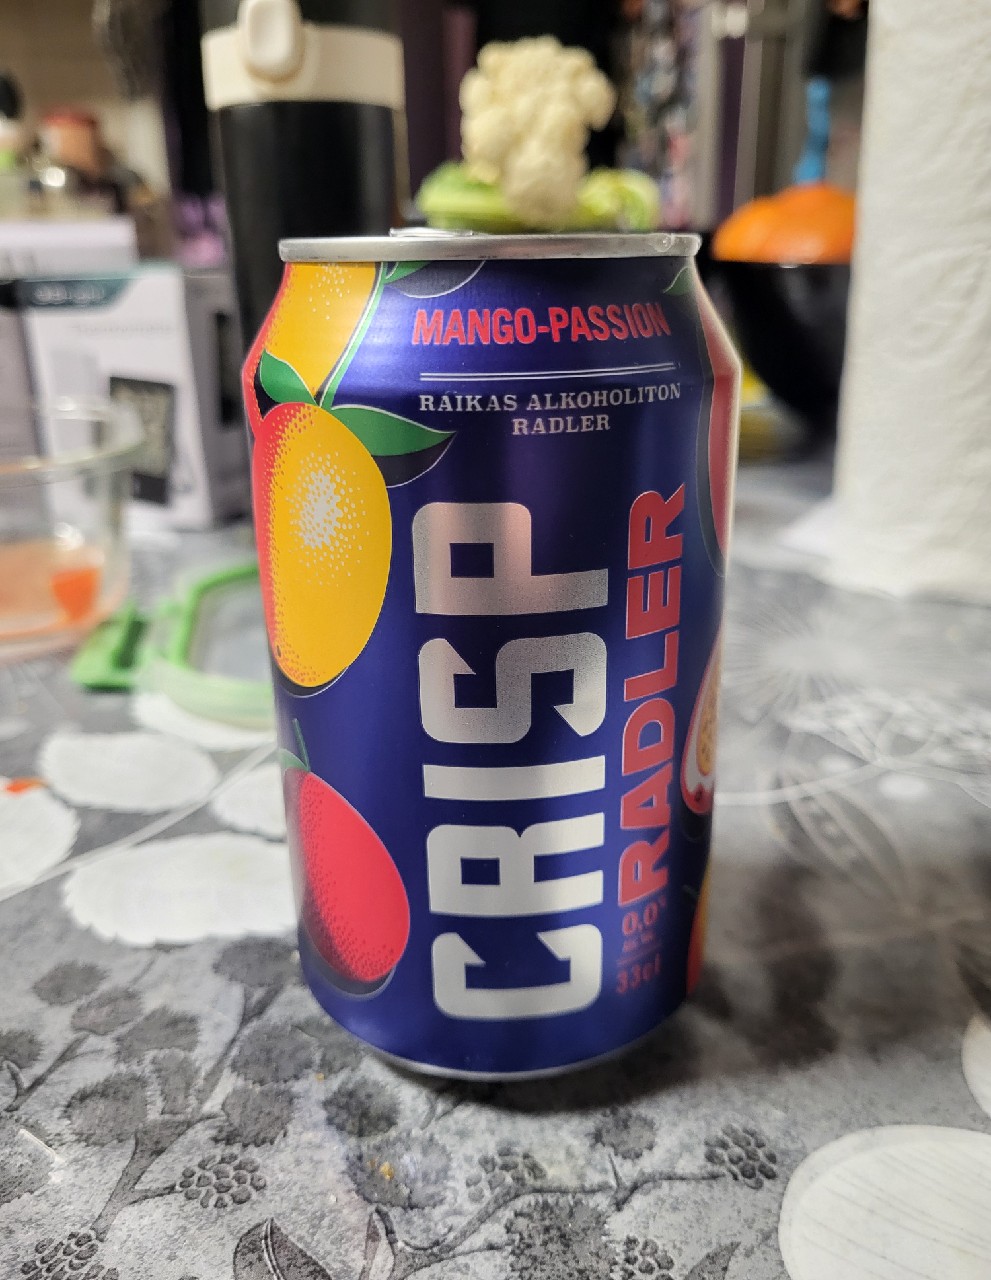 MANGO-PASSION
RAIKAS ALKOHOLITON
RADLER
CRISP
RADLER
0,0%
33cl